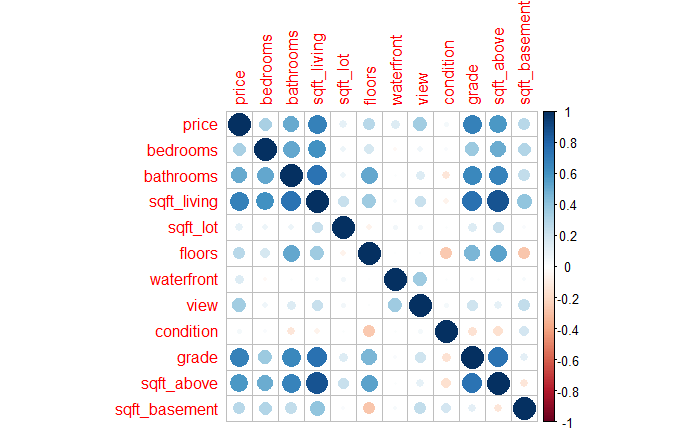 price
bedrooms
bathrooms
sqft_living
sqft_lot
floors
waterfront
view
condition
grade
sqft_above
sqft_basement
price
bedrooms
bathrooms
sqft_living
sqft_lot
floors
waterfront
view
condition
grade
sqft_above
sqft_basement
1
0.8
0.6
0.4
0.2
0
-0.2
-0.4
-0.6
-0.8
-1